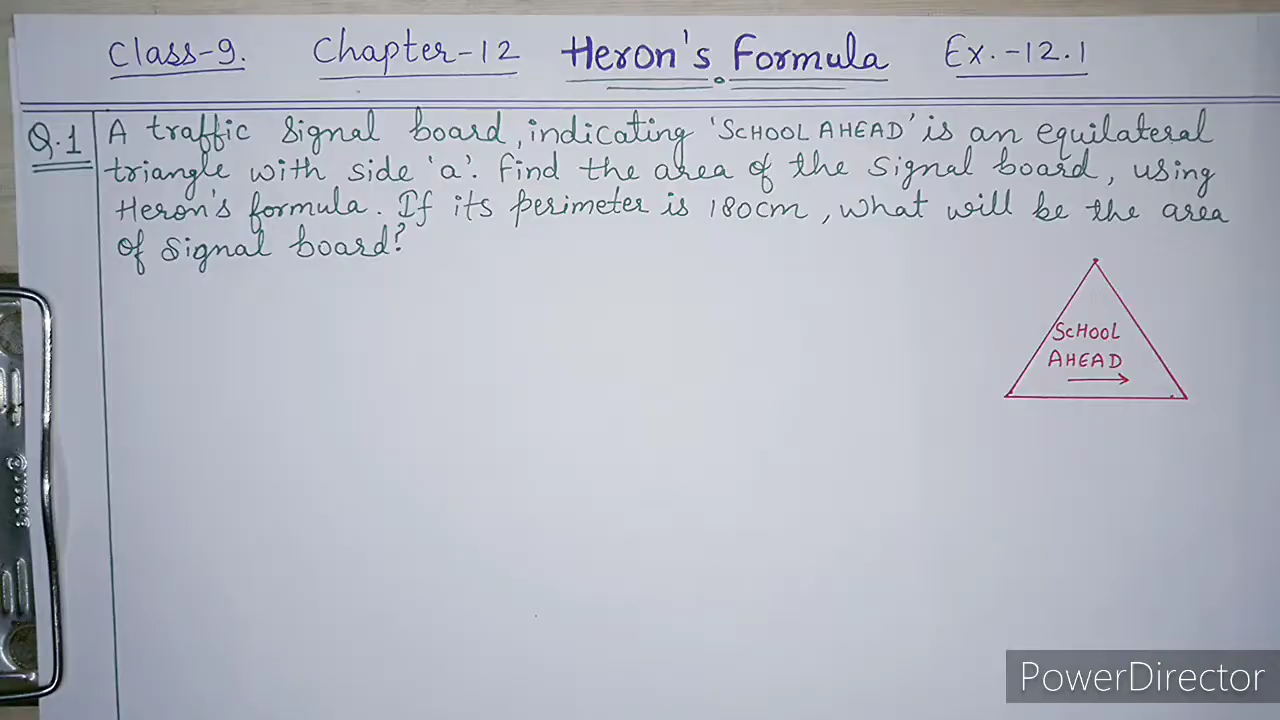 Class-9. Chapter-12 Heron's Formula Ex.-12.1
Q.1 A traffic signal board, indicating 'SCHOOL AHEAD' is an equilateral
triangle with side 'a'. Find the area of the signal board, using
Heron's formula. If its perimeter is 180cm, what will be the area
of signal board?
SCHOOL
AHEAD
PowerDirector